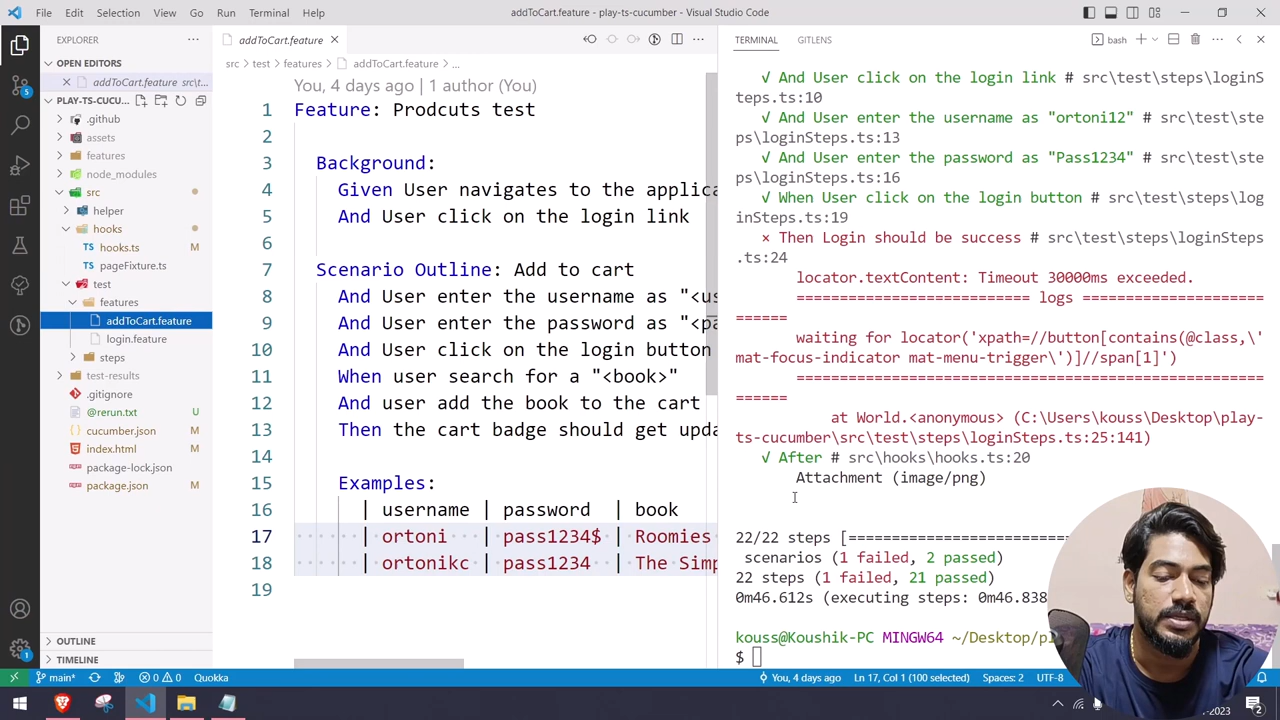 File Edit Selection View Go Run Terminal Help addToCart.feature - play-ts-cucumber - Visual Studio Code
EXPLORER
OPEN EDITORS
addToCart.feature src\t...
PLAY-TS-CUCU...
.github
assets
features
node_modules
src
helper
hooks
TS hooks.ts M
TS pageFixture.ts
test
features
addToCart.feature
login.feature
steps
test-results
.gitignore
@rerun.txt U
cucumber.json M
index.html M
package-lock.json
package.json M
OUTLINE
TIMELINE
addToCart.feature
src > test > features > addToCart.feature > ...
You, 4 days ago | 1 author (You)
1 Feature: Prodcuts test
2
3 Background:
4 Given User navigates to the applica
5 And User click on the login link
6
7 Scenario Outline: Add to cart
8 And User enter the username as "<us
9 And User enter the password as "<pa
10 And User click on the login button
11 When user search for a "<book>"
12 And user add the book to the cart
13 Then the cart badge should get upda
14
15 Examples:
16 | username | password | book
17 | ortoni | pass1234$ | Roomies
18 | ortonikc | pass1234 | The Simp
19
TERMINAL GITLENS
bash
√ And User click on the login link # src\test\steps\loginS
teps.ts:10
√ And User enter the username as "ortoni12" # src\test\ste
ps\loginSteps.ts:13
√ And User enter the password as "Pass1234" # src\test\ste
ps\loginSteps.ts:16
√ When User click on the login button # src\test\steps\log
inSteps.ts:19
× Then Login should be success # src\test\steps\loginSteps
.ts:24
locator.textContent: Timeout 30000ms exceeded.
=========================== logs ======================
======
waiting for locator('xpath=//button[contains(@class,\'
mat-focus-indicator mat-menu-trigger\')]//span[1]')
=======================================================
======
at World.<anonymous> (C:\Users\kouss\Desktop\play-
ts-cucumber\src\test\steps\loginSteps.ts:25:141)
√ After # src\hooks\hooks.ts:20
Attachment (image/png)
22/22 steps [==========================
scenarios (1 failed, 2 passed)
22 steps (1 failed, 21 passed)
0m46.612s (executing steps: 0m46.838
kouss@Koushik-PC MINGW64 ~/Desktop/pl
$
main* 0 0 Quokka You, 4 days ago Ln 17, Col 1 (100 selected) Spaces: 2 UTF-8
-2023